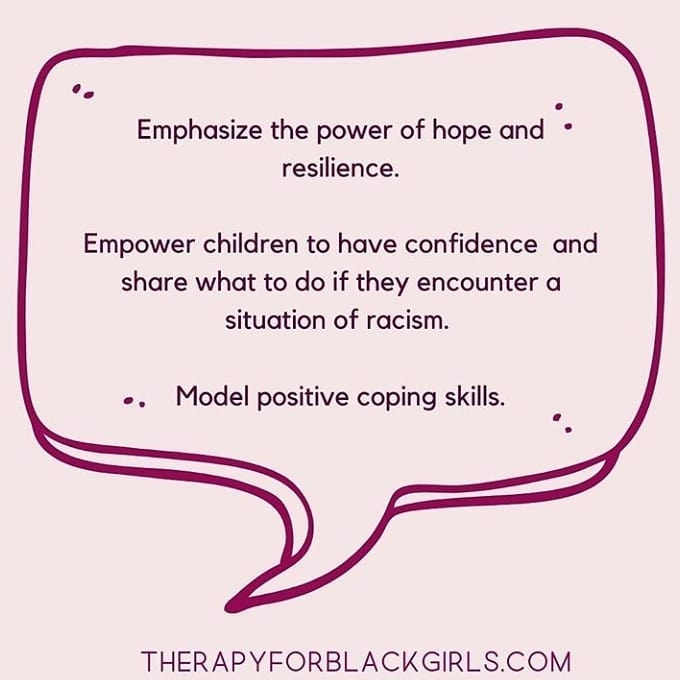 Emphasize the power of hope and
resilience.
Empower children to have confidence  and
share what to do if they encounter a
situation of racism.
Model positive coping skills.
THERAPYFORBLACKGIRLS.COM